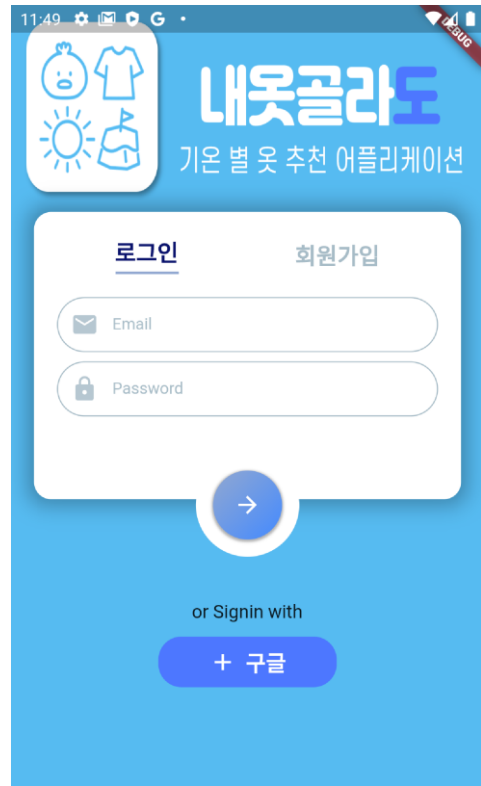 11:49
DEBUG
내옷골라도
기온 별 옷 추천 어플리케이션
로그인 회원가입
Email
Password
or Signin with
+ 구글